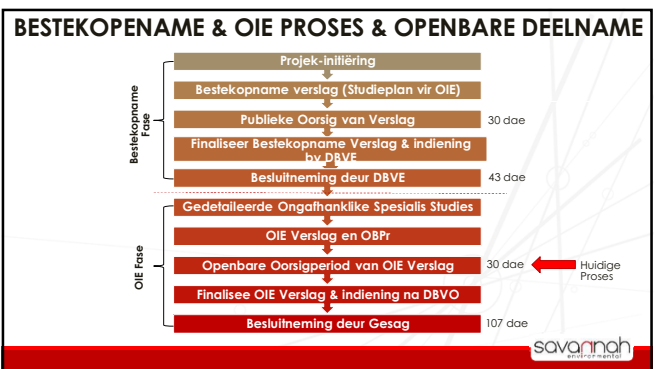 BESTEKOPENAME & OIE PROSES & OPENBARE DEELNAME
Bestekopname
Fase
Projek-initiëring
Bestekopname verslag (Studieplan vir OIE)
Publieke Oorsig van Verslag
30 dae
Finaliseer Bestekopname Verslag & indiening
by DBVE
Besluitneming deur DBVE
43 dae
OIE Fase
Gedetaileerde Ongafhanklike Spesialis Studies
OIE Verslag en OBPr
Openbare Oorsigperiod van OIE Verslag
30 dae
Huidige
Proses
Finalisee OIE Verslag & indiening na DBVO
Besluitneming deur Gesag
107 dae
savannah
environmental